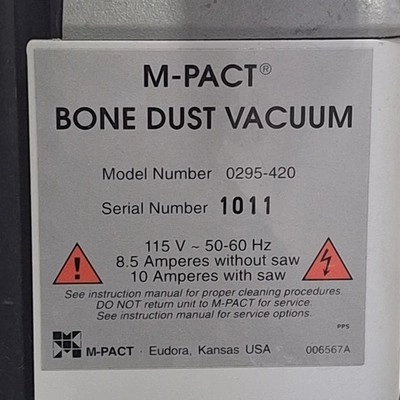 M-PACT®
BONE DUST VACUUM
Model Number 0295-420
Serial Number 1011
115 V ~ 50-60 Hz
8.5 Amperes without saw
10 Amperes with saw
See instruction manual for proper cleaning procedures.
DO NOT return unit to M-PACT for service.
See instruction manual for service options.
PPS
M-PACT · Eudora, Kansas USA 006567A